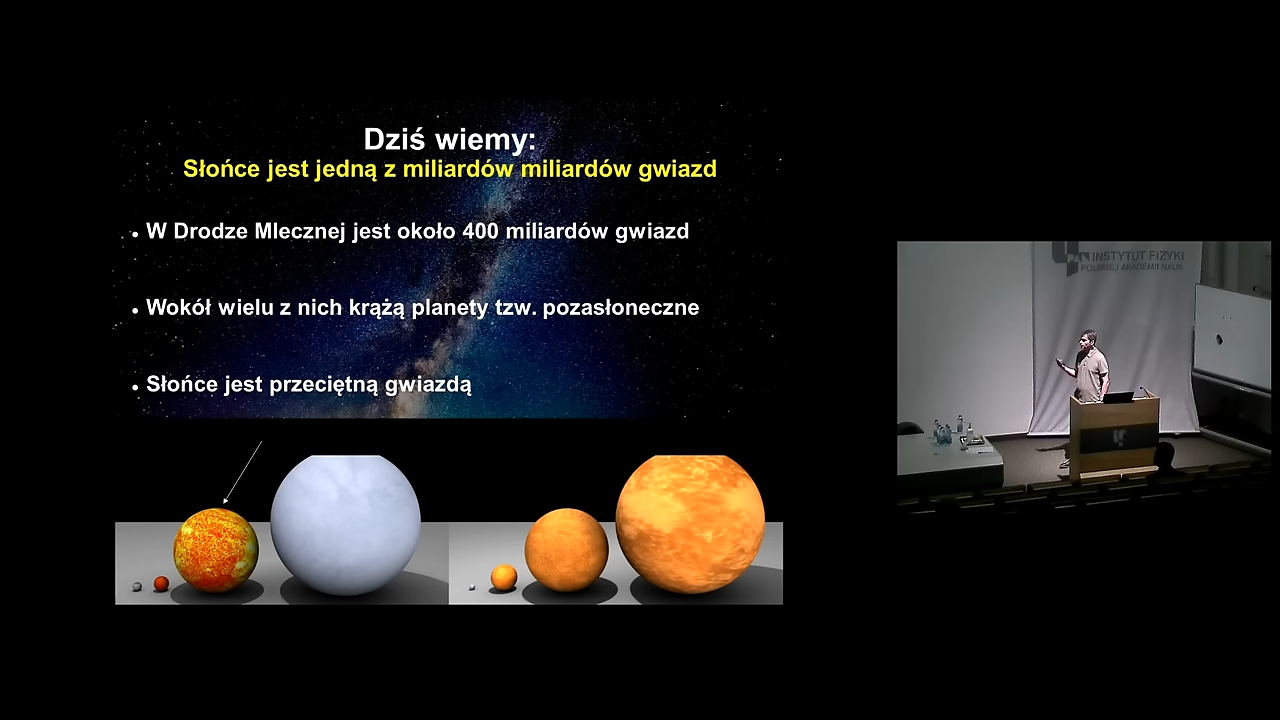 Dziś wiemy:
Słońce jest jedną z miliardów miliardów gwiazd
W Drodze Mlecznej jest około 400 miliardów gwiazd
Wokół wielu z nich krążą planety tzw. pozasłoneczne
Słońce jest przeciętną gwiazdą
INSTYTUT FIZYKI
POLSKIEJ AKADEMII NAUK